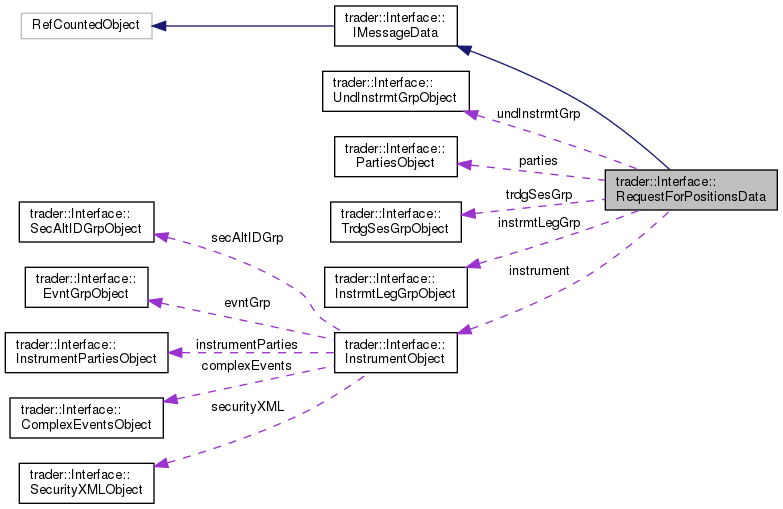 RefCountedObject
trader::Interface::
IMessageData
trader::Interface::
UndInstrmtGrpObject
undInstrmtGrp
trader::Interface::
PartiesObject
parties
trader::Interface::
RequestForPositionsData
trdgSesGrp
trader::Interface::
SecAltIDGrpObject
trader::Interface::
TrdgSesGrpObject
instrmtLegGrp
secAltIDGrp
trader::Interface::
EvntGrpObject
trader::Interface::
InstrmtLegGrpObject
instrument
evntGrp
trader::Interface::
InstrumentPartiesObject
instrumentParties
trader::Interface::
InstrumentObject
complexEvents
trader::Interface::
ComplexEventsObject
securityXML
trader::Interface::
SecurityXMLObject